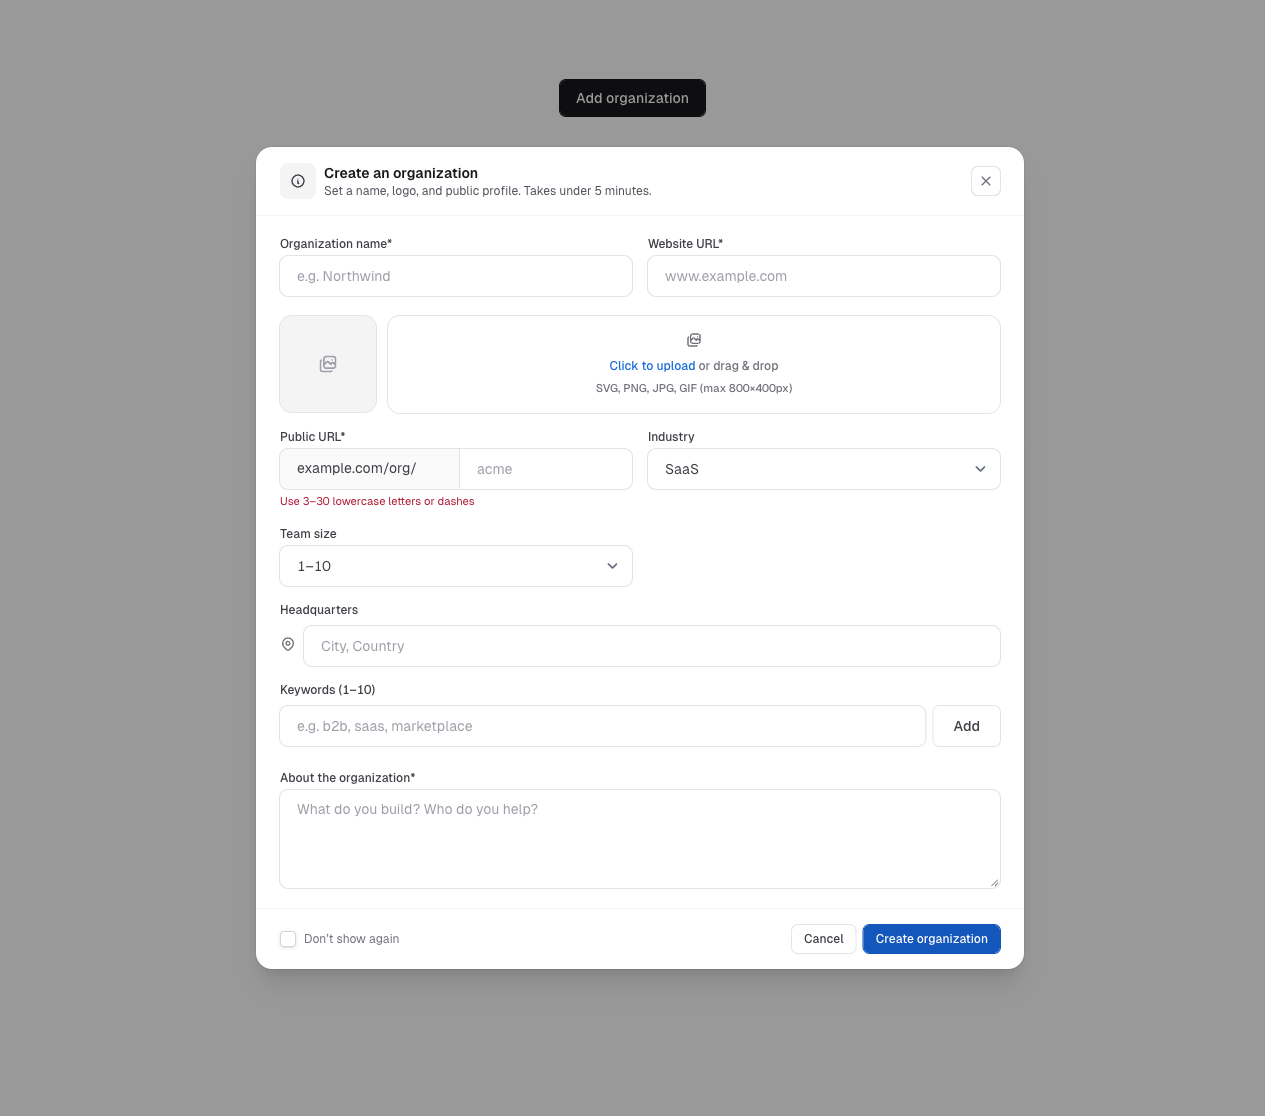 Add organization
Create an organization
Set a name, logo, and public profile. Takes under 5 minutes.
Organization name*
Website URL*
e.g. Northwind
www.example.com
Click to upload or drag & drop
SVG, PNG, JPG, GIF (max 800×400px)
Public URL*
Industry
example.com/org/
acme
SaaS
Use 3–30 lowercase letters or dashes
Team size
1–10
Headquarters
City, Country
Keywords (1–10)
e.g. b2b, saas, marketplace
Add
About the organization*
What do you build? Who do you help?
Don't show again
Cancel
Create organization